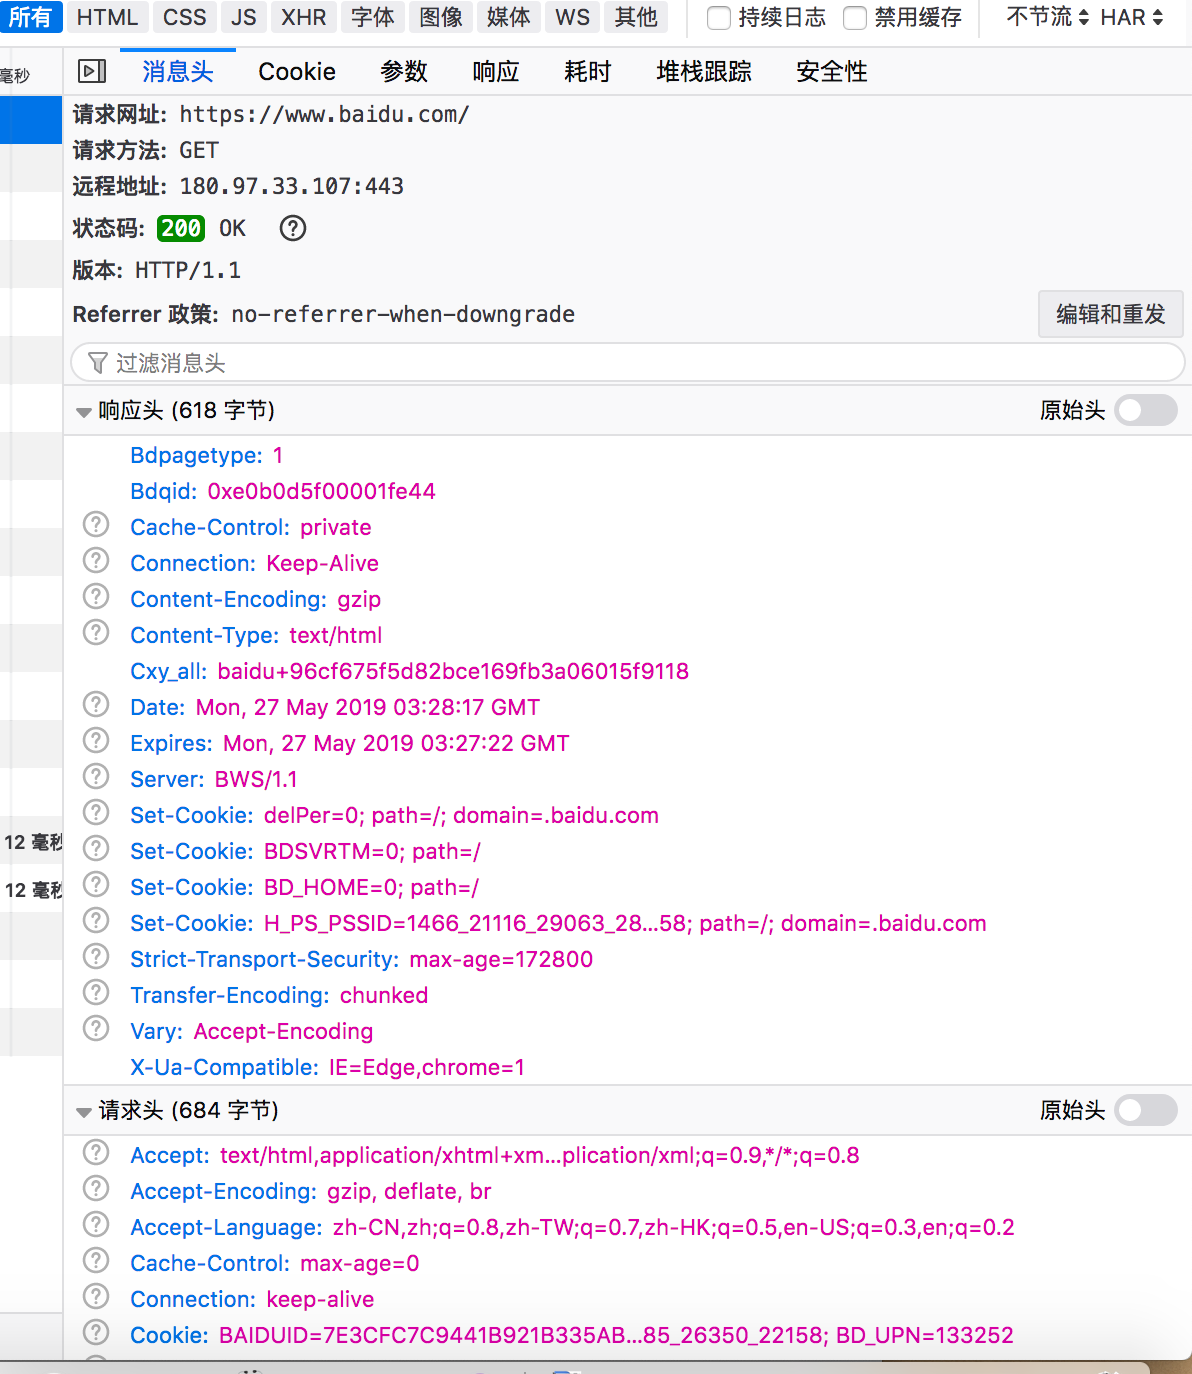 所有 HTML CSS JS XHR 字体 图像 媒体 WS 其他 持续日志 禁用缓存 不节流 HAR
毫秒 消息头 Cookie 参数 响应 耗时 堆栈跟踪 安全性
请求网址: https://www.baidu.com/
请求方法: GET
远程地址: 180.97.33.107:443
状态码: 200 OK
版本: HTTP/1.1
Referrer 政策: no-referrer-when-downgrade 编辑和重发
过滤消息头
响应头 (618 字节) 原始头
Bdpagetype: 1
Bdqid: 0xe0b0d5f00001fe44
Cache-Control: private
Connection: Keep-Alive
Content-Encoding: gzip
Content-Type: text/html
Cxy_all: baidu+96cf675f5d82bce169fb3a06015f9118
Date: Mon, 27 May 2019 03:28:17 GMT
Expires: Mon, 27 May 2019 03:27:22 GMT
Server: BWS/1.1
Set-Cookie: delPer=0; path=/; domain=.baidu.com
12 毫秒
Set-Cookie: BDSVRTM=0; path=/
12 毫秒
Set-Cookie: BD_HOME=0; path=/
Set-Cookie: H_PS_PSSID=1466_21116_29063_28...58; path=/; domain=.baidu.com
Strict-Transport-Security: max-age=172800
Transfer-Encoding: chunked
Vary: Accept-Encoding
X-Ua-Compatible: IE=Edge,chrome=1
请求头 (684 字节) 原始头
Accept: text/html,application/xhtml+xm...plication/xml;q=0.9,*/*;q=0.8
Accept-Encoding: gzip, deflate, br
Accept-Language: zh-CN,zh;q=0.8,zh-TW;q=0.7,zh-HK;q=0.5,en-US;q=0.3,en;q=0.2
Cache-Control: max-age=0
Connection: keep-alive
Cookie: BAIDUID=7E3CFC7C9441B921B335AB...85_26350_22158; BD_UPN=133252